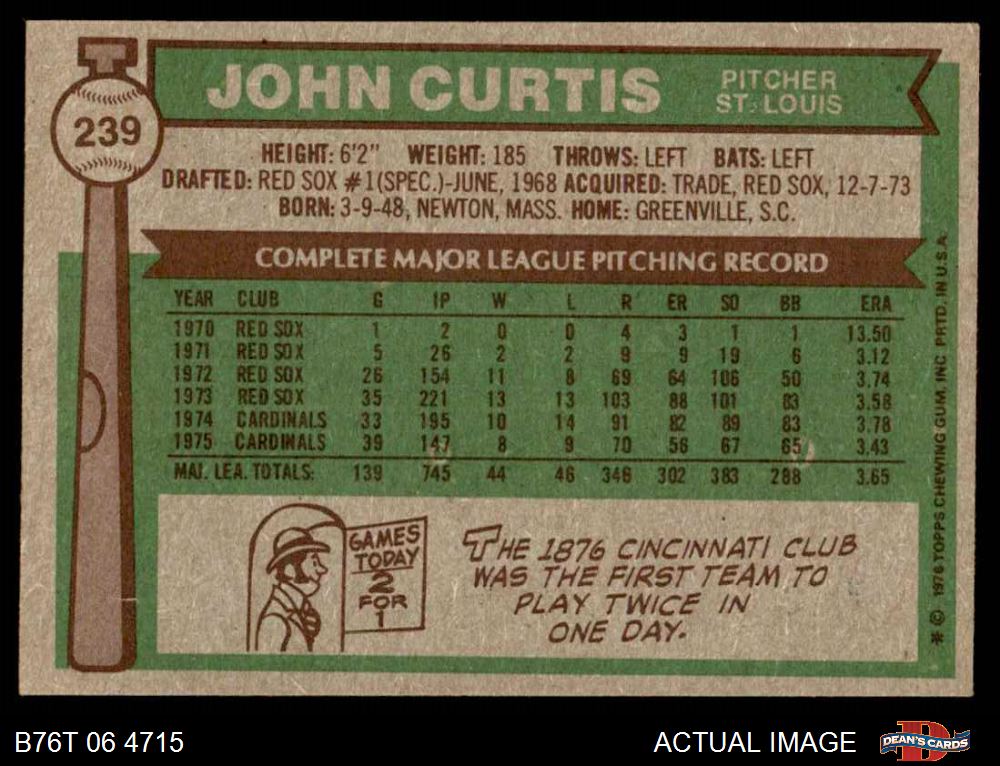 JOHN CURTIS
PITCHER
ST. LOUIS
239
HEIGHT: 6'2" WEIGHT: 185 THROWS: LEFT BATS: LEFT
DRAFTED: RED SOX #1(SPEC.)-JUNE, 1968 ACQUIRED: TRADE, RED SOX, 12-7-73
BORN: 3-9-48, NEWTON, MASS. HOME: GREENVILLE, S.C.
COMPLETE MAJOR LEAGUE PITCHING RECORD
YEAR CLUB G IP W L R ER SO BB ERA
1970 RED SOX 1 2 0 0 4 3 1 1 13.50
1971 RED SOX 5 26 2 2 9 9 19 6 3.12
1972 RED SOX 26 154 11 8 69 64 106 50 3.74
1973 RED SOX 35 221 13 13 103 88 101 83 3.58
1974 CARDINALS 33 195 10 14 91 82 89 83 3.78
1975 CARDINALS 39 147 8 9 70 56 67 65 3.43
MAJ. LEA. TOTALS: 139 745 44 46 346 302 383 288 3.65
GAMES
TODAY
2
FOR
1
THE 1876 CINCINNATI CLUB
WAS THE FIRST TEAM TO
PLAY TWICE IN
ONE DAY.
* © 1976 TOPPS CHEWING GUM, INC. PRTD. IN U.S.A.
B76T 06 4715
ACTUAL IMAGE
D
DEAN'S CARDS